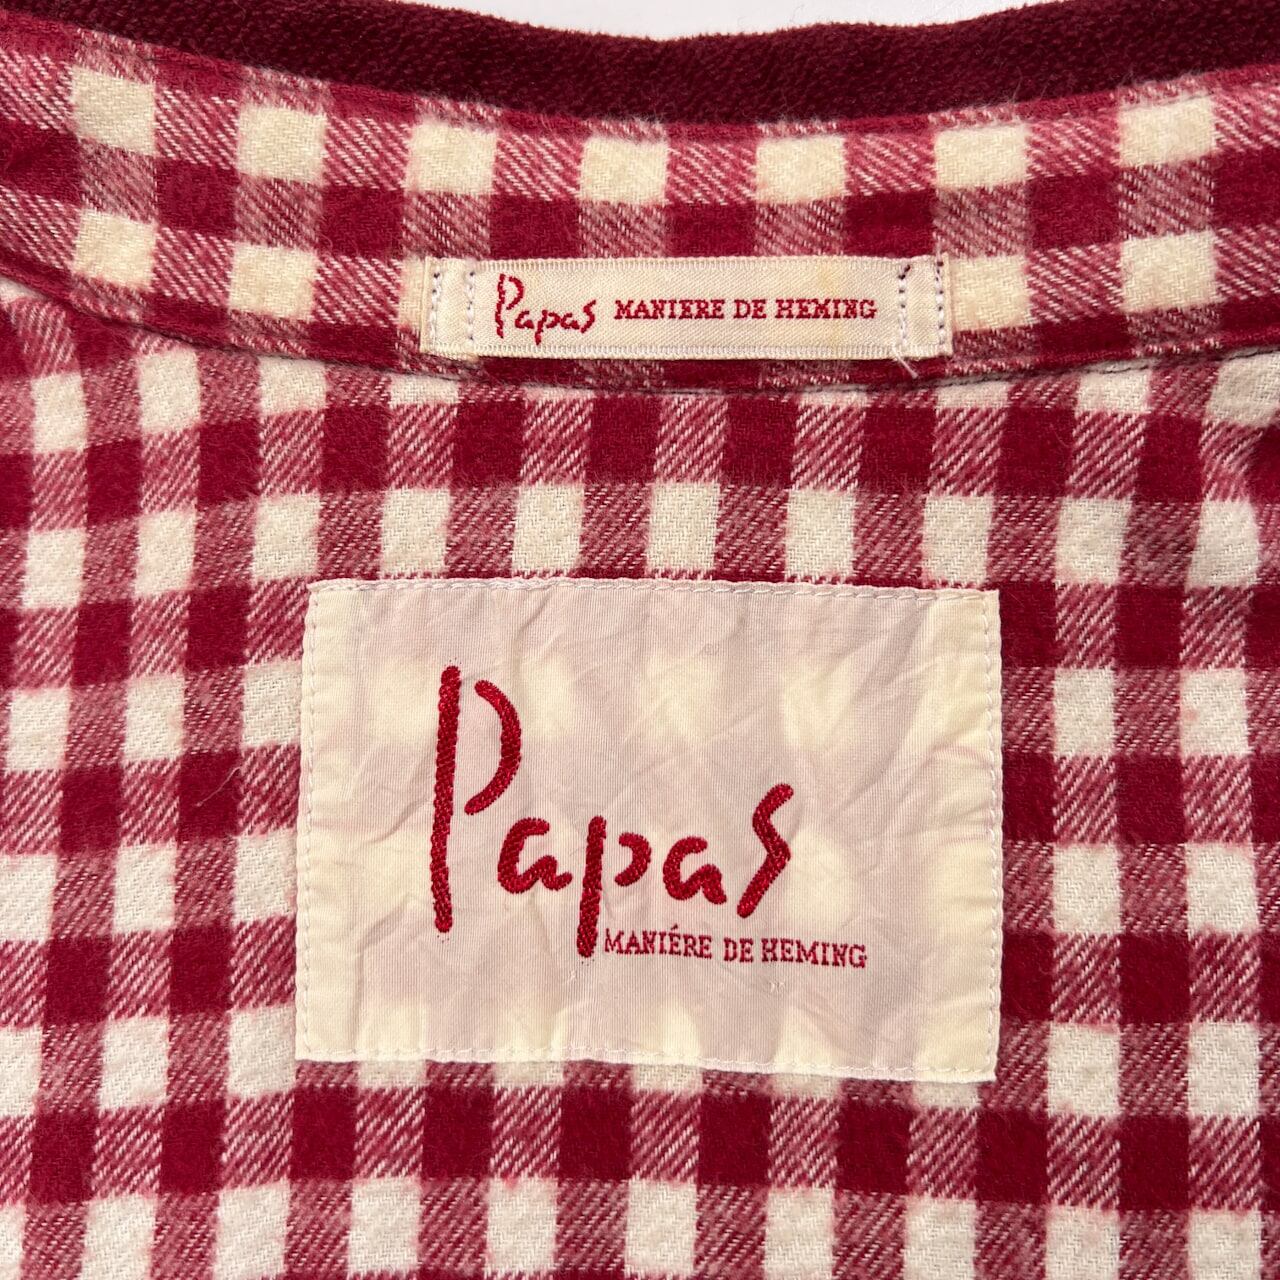 Papas MANIERE DE HEMING
Papas
MANIÉRE DE HEMING